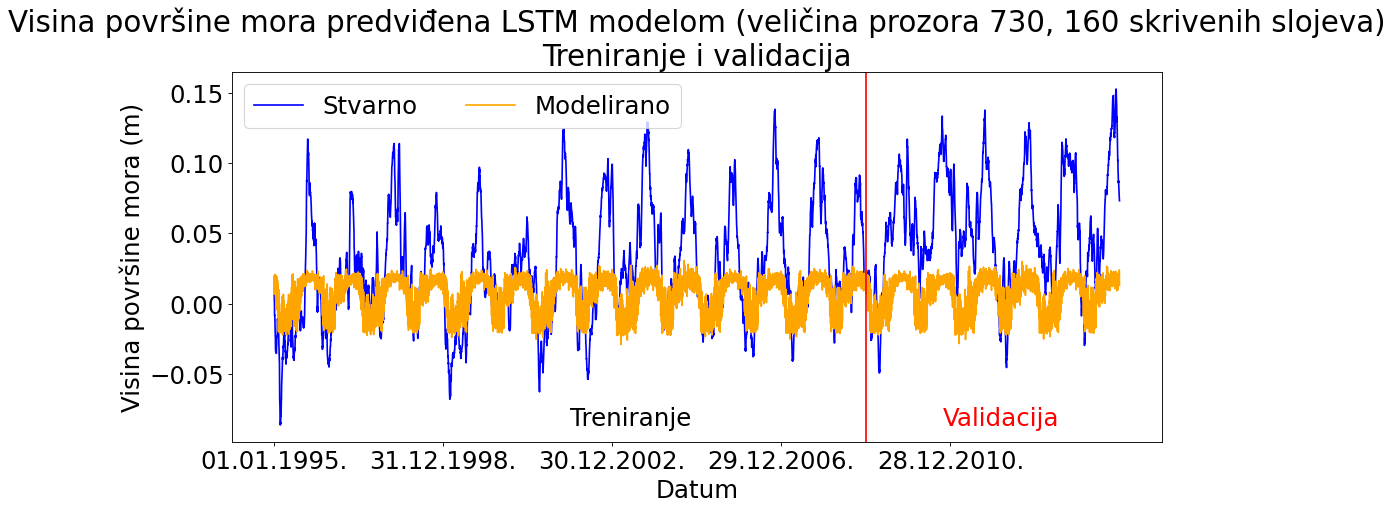 Visina površine mora predviđena LSTM modelom (veličina prozora 730, 160 skrivenih slojeva)
Treniranje i validacija
Stvarno
Modelirano
Visina površine mora (m)
0.15
0.10
0.05
0.00
−0.05
Treniranje
Validacija
01.01.1995.
31.12.1998.
30.12.2002.
29.12.2006.
28.12.2010.
Datum